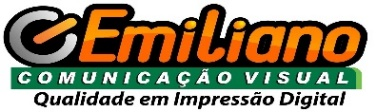 Emiliano
COMUNICAÇÃO VISUAL
Qualidade em Impressão Digital